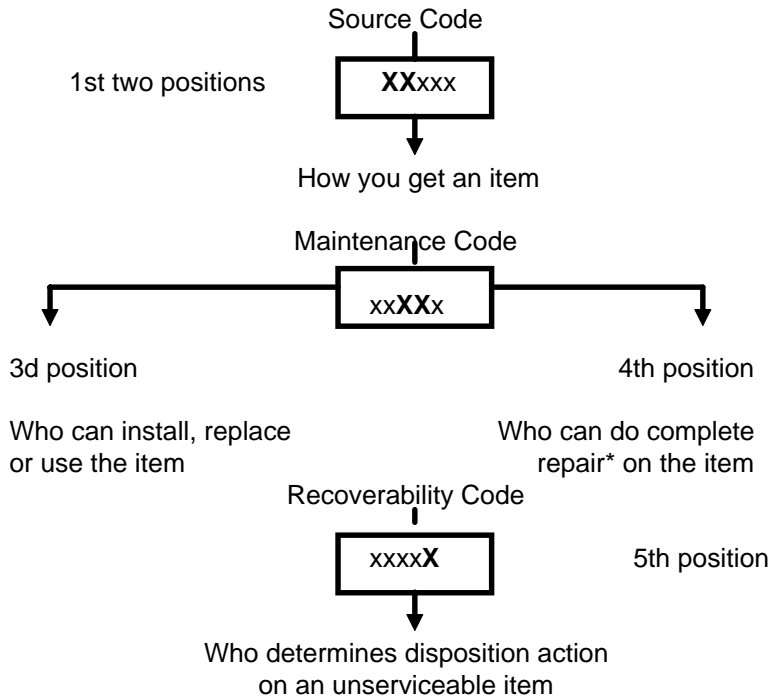 Source Code
1st two positions
XXxxx
How you get an item
Maintenance Code
xxXXx
3d position
4th position
Who can install, replace
or use the item
Who can do complete
repair* on the item
Recoverability Code
xxxxX
5th position
Who determines disposition action
on an unserviceable item